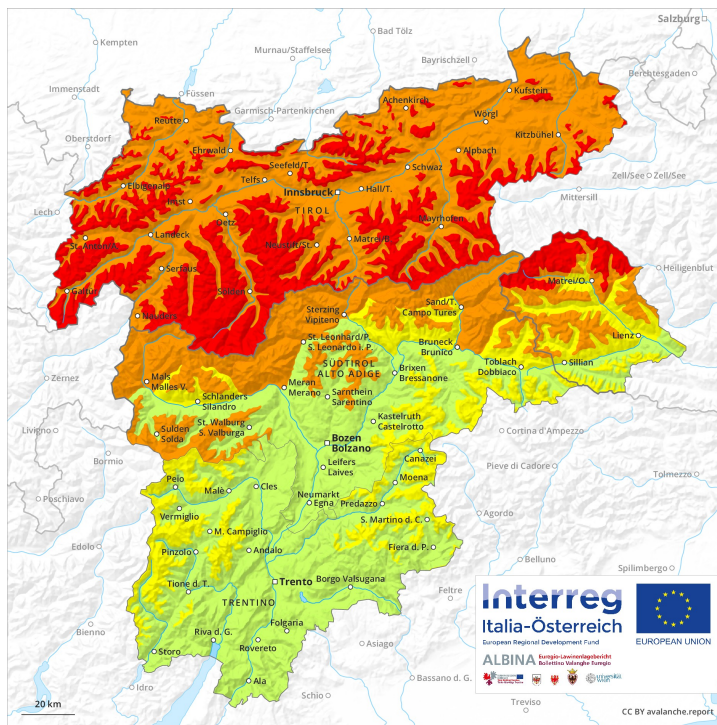 Salzburg
Kempten
Bad Tölz
Murnau/Staffelsee
Bayrischzell
Berchtesgaden
Immenstadt
Füssen
Garmisch-Partenkirchen
Achenkirch
Kufstein
Reutte
Wörgl
Oberstdorf
Ehrwald
Kitzbühel
Alpbach
Seefeld/T.
Schwaz
Telfs
Zell/See
Zell/See
Elbigenalp
Innsbruck
Hall/T.
Mittersill
Imst
TIROL
Lech
Oetz
Mayrhofen
St. Anton/A.
Landeck
Neustift/St.
Matrei/B.
Heiligenblut
Serfaus
Matrei/O.
Galtür
Sölden
Nauders
Sterzing
Vipiteno
Sand/T.
Campo Tures
Lienz
St. Leonhard/P.
S. Leonardo i. P.
Bruneck
Brunico
Toblach
Dobbiaco
Sillian
SÜDTIROL
ALTO ADIGE
Brixen
Bressanone
Zernez
Mals
Malles V.
Meran
Merano
Schlanders
Silandro
Sarnthein
Sarentino
St. Walburg
S. Valburga
Kastelruth
Castelrotto
Livigno
Sulden
Solda
Cortina d'Ampezzo
Bozen
Bolzano
Bormio
Canazei
Pieve di Cadore
Leifers
Laives
Tolmezzo
Peio
Moena
Poschiavo
Malè
Cles
Neumarkt
Egna
Predazzo
Vermiglio
Agordo
S. Martino d. C.
M. Campiglio
Edolo
Pinzolo
Andalo
Fiera d. P.
Belluno
Spilimbergo
Trento
Borgo Valsugana
Tione d. T.
Feltre
TRENTINO
Folgaria
Bienno
Riva d. G.
Rovereto
Asiago
Storo
Bassano d. G.
Idro
Ala
Schio
Treviso
20 km
Interreg
Italia-Österreich
European Regional Development Fund
EUROPEAN UNION
ALBINA
Euregio-Lawinenlagebericht
Bollettino Valanghe Euregio
universität
wien
CC BY avalanche.report